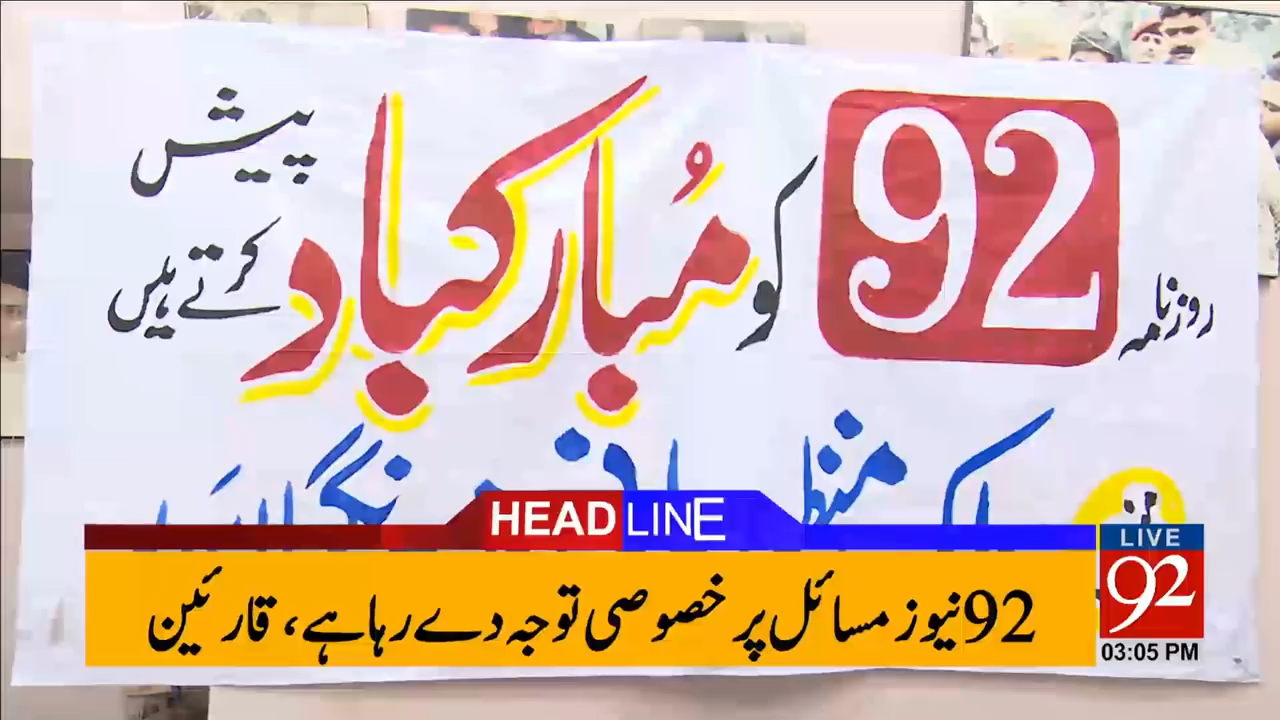 روزنامہ 92 کو مُبارکباد پیش
کرتے ہیں
HEADLINE
92 نیوز مسائل پر خصوصی توجہ دے رہا ہے، قارئین
LIVE
92
03:05 PM